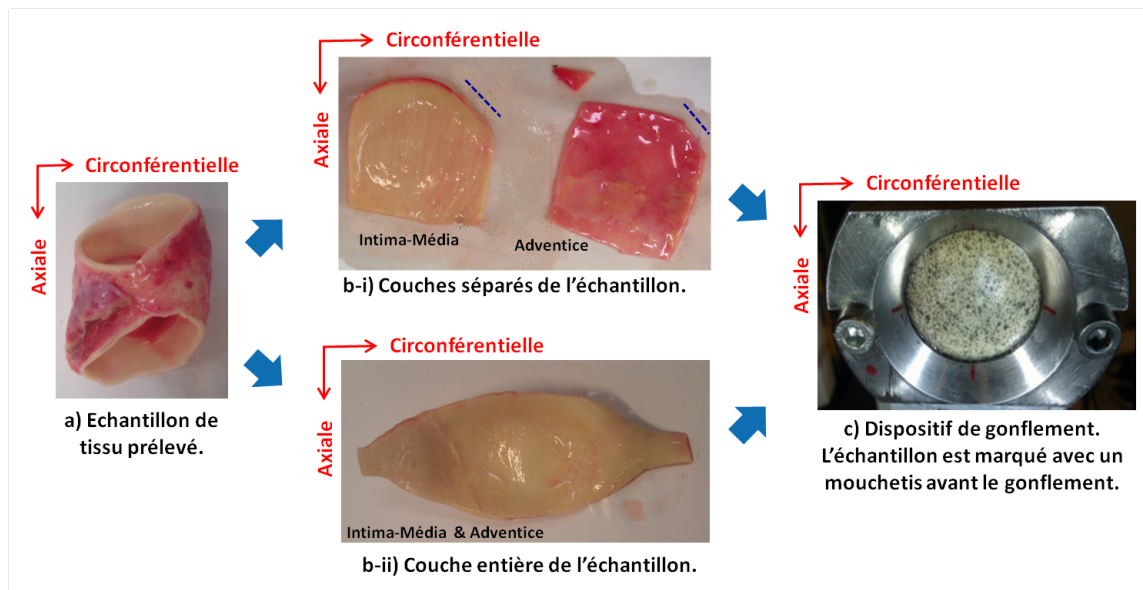 Circonférentielle
Axiale
a) Echantillon de
tissu prélevé.
Circonférentielle
Axiale
Intima-Média
Adventice
b-i) Couches séparés de l’échantillon.
Circonférentielle
Axiale
Intima-Média & Adventice
b-ii) Couche entière de l’échantillon.
Circonférentielle
Axiale
c) Dispositif de gonflement.
L’échantillon est marqué avec un
mouchetis avant le gonflement.